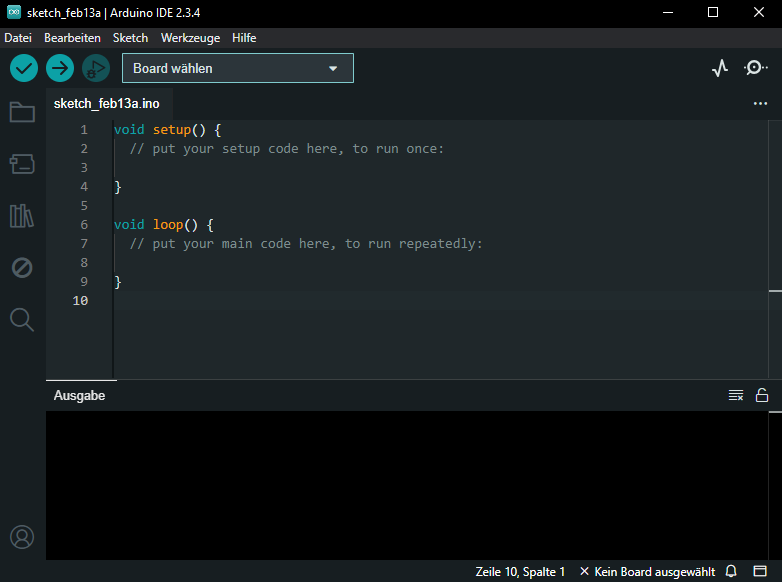 sketch_feb13a | Arduino IDE 2.3.4
Datei Bearbeiten Sketch Werkzeuge Hilfe
Board wählen
sketch_feb13a.ino
1 void setup() {
2 // put your setup code here, to run once:
3
4 }
5
6 void loop() {
7 // put your main code here, to run repeatedly:
8
9 }
10
Ausgabe
Zeile 10, Spalte 1 × Kein Board ausgewählt